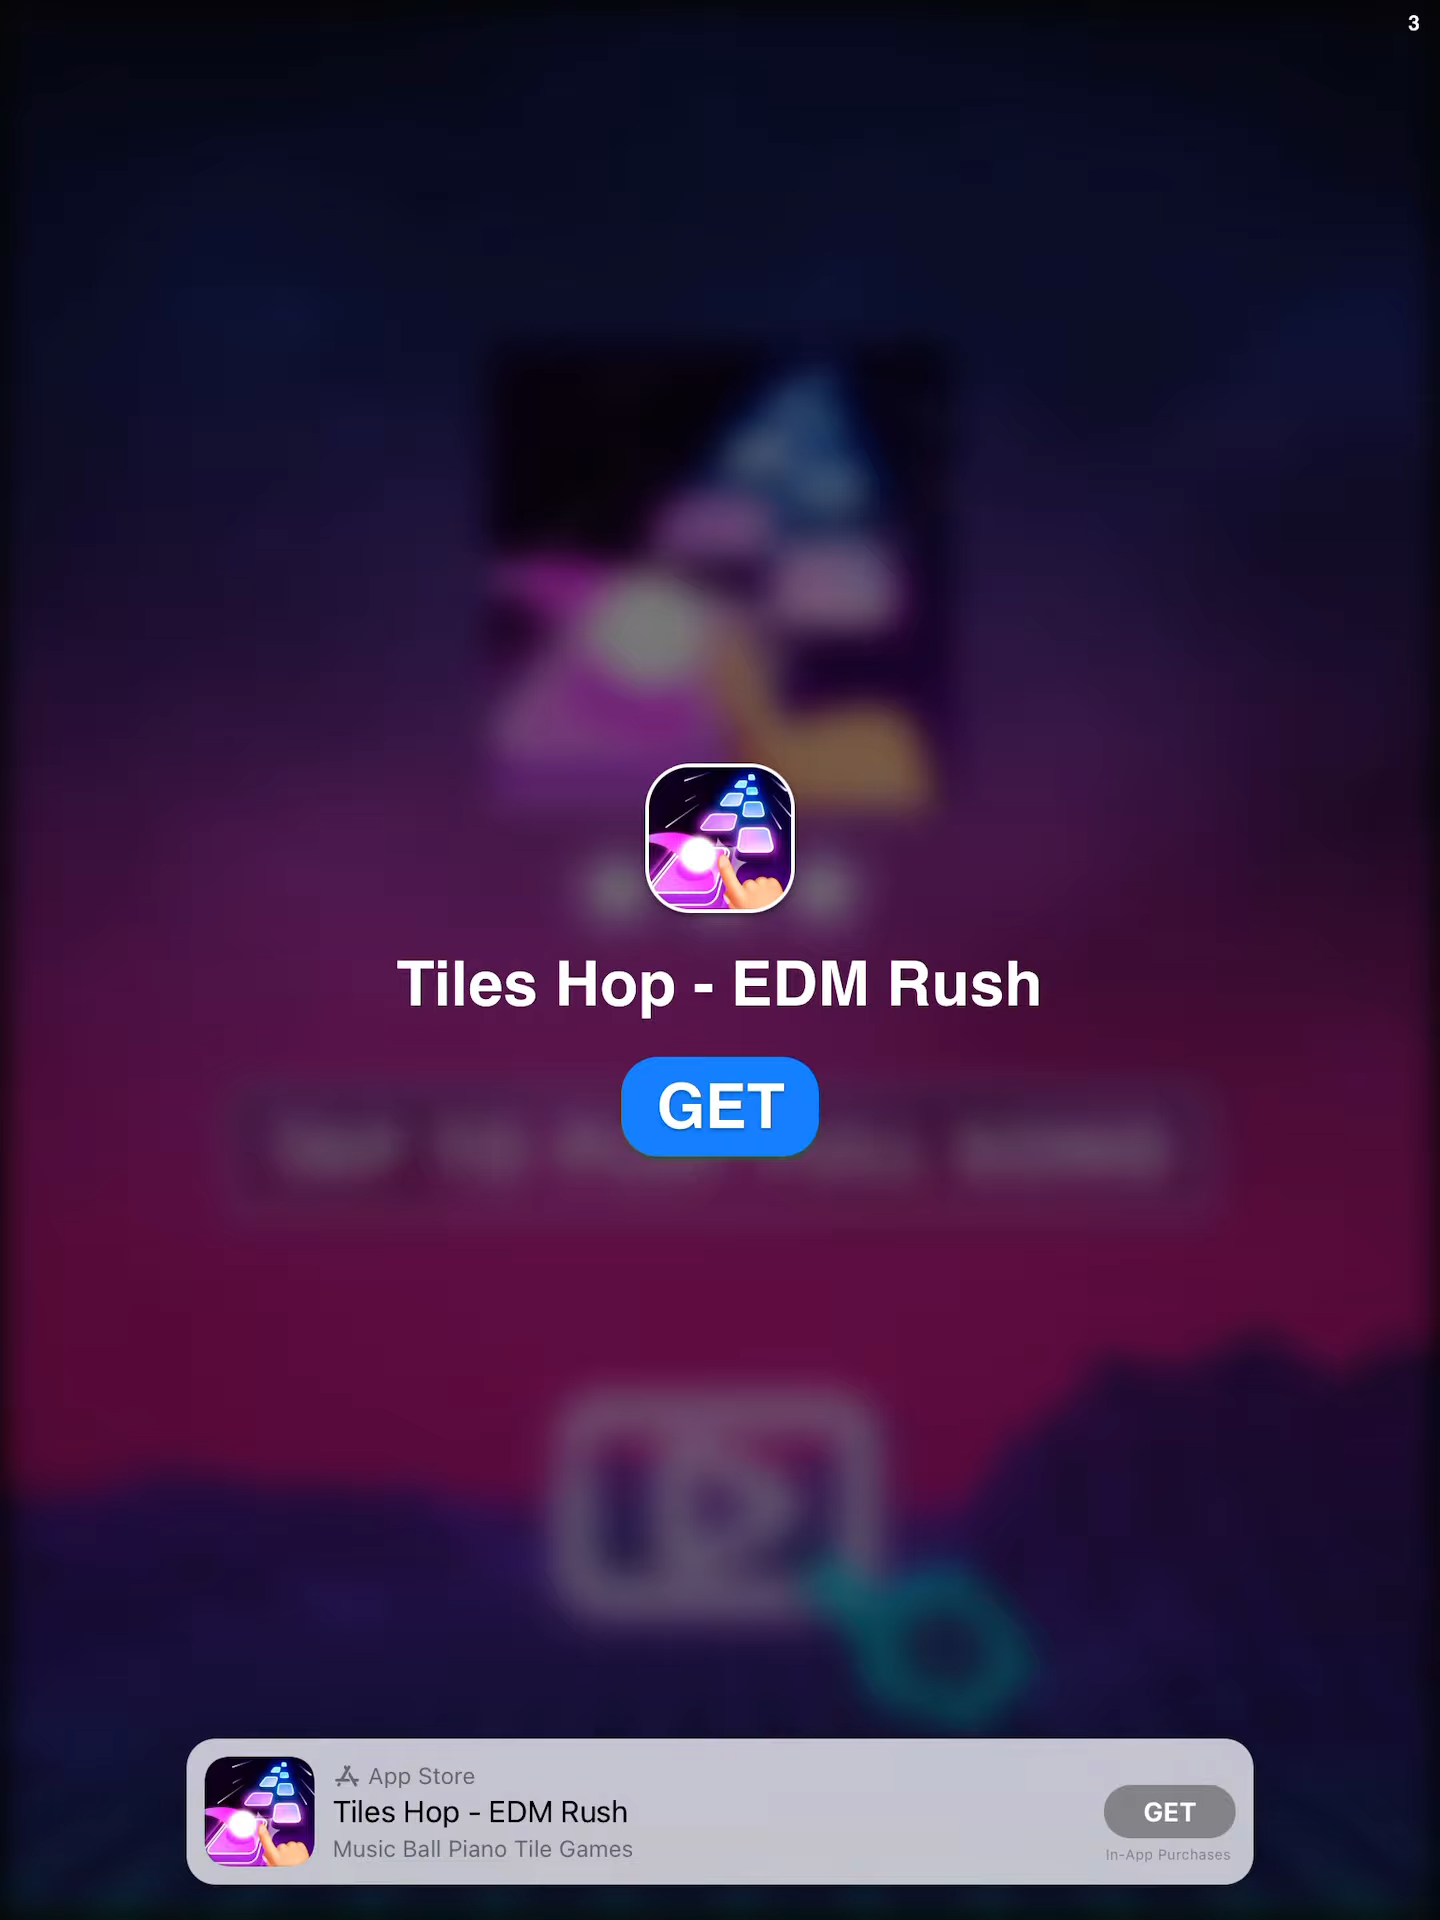 3
Tiles Hop - EDM Rush
GET
App Store
Tiles Hop - EDM Rush
Music Ball Piano Tile Games
GET
In-App Purchases